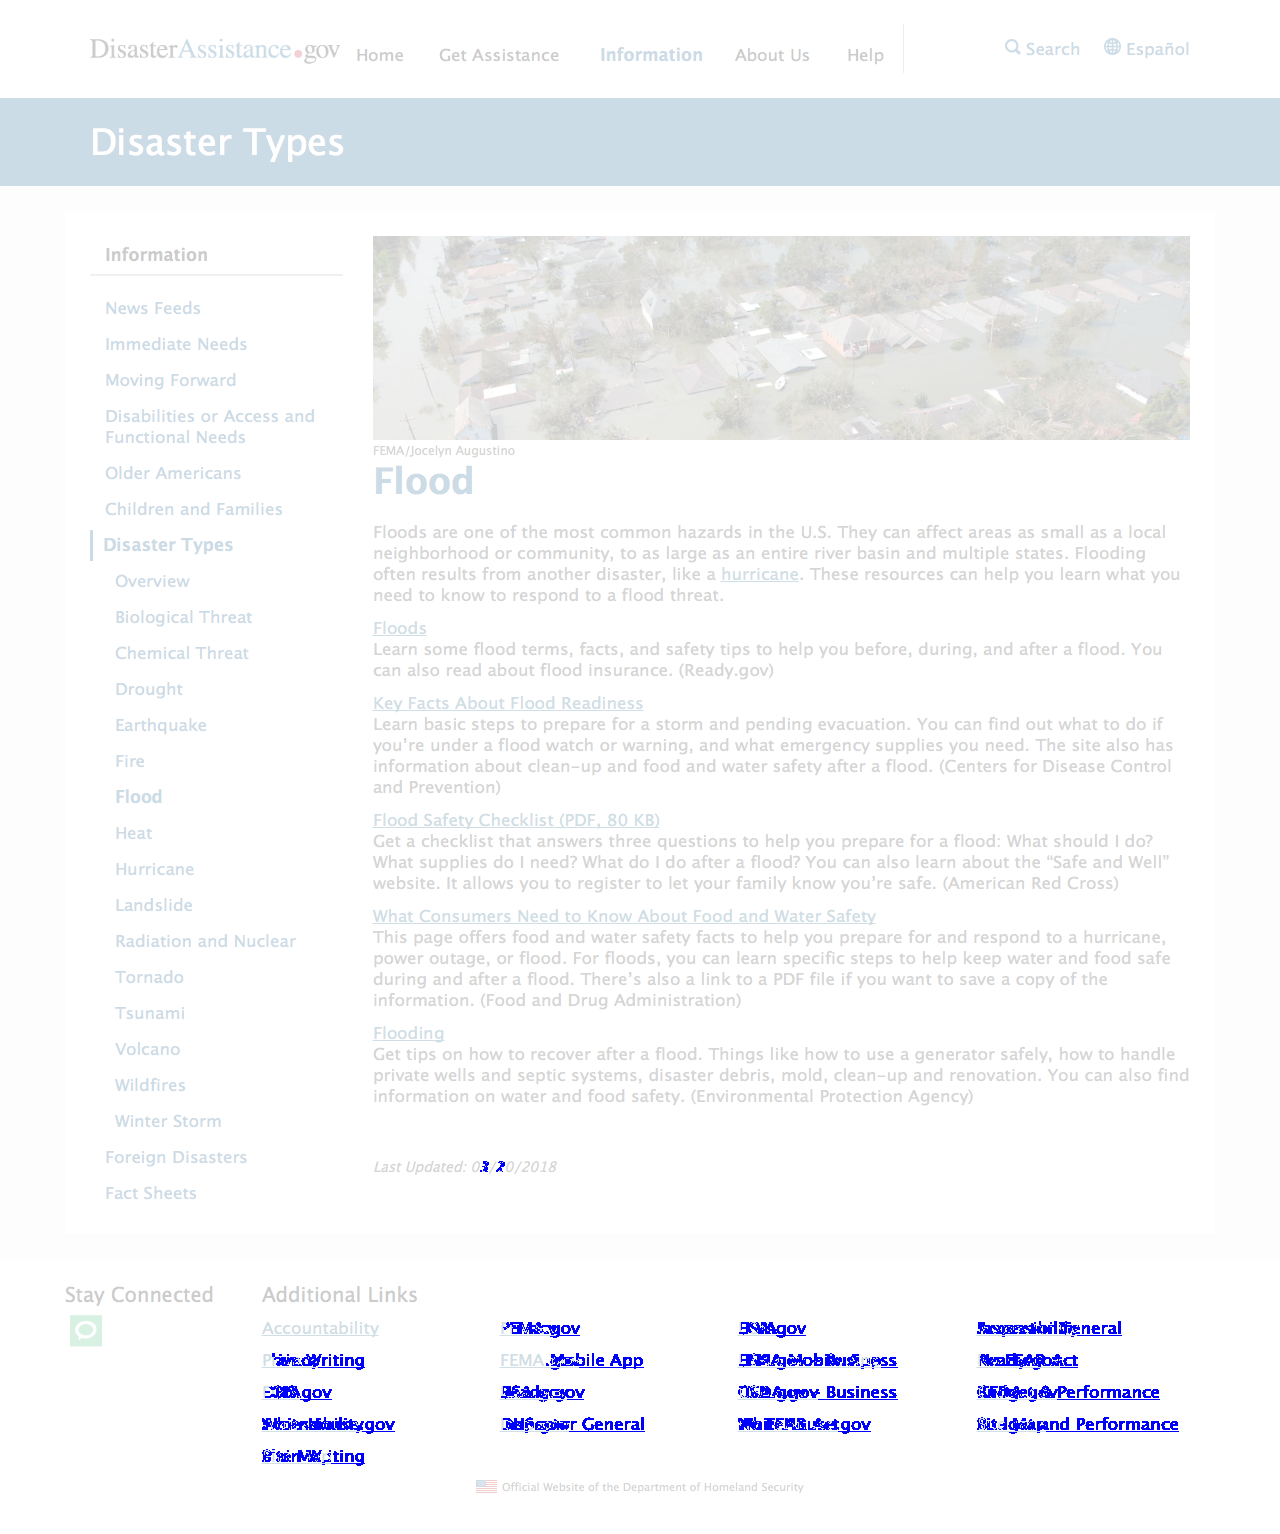 DisasterAssistance.gov Home Get Assistance Information About Us Help Search Español
Disaster Types
Information
News Feeds
Immediate Needs
Moving Forward
Disabilities or Access and
Functional Needs
Older Americans
Children and Families
Disaster Types
Overview
Biological Threat
Chemical Threat
Drought
Earthquake
Fire
Flood
Heat
Hurricane
Landslide
Radiation and Nuclear
Tornado
Tsunami
Volcano
Wildfires
Winter Storm
Foreign Disasters
Fact Sheets
FEMA/Jocelyn Augustino
Flood
Floods are one of the most common hazards in the U.S. They can affect areas as small as a local
neighborhood or community, to as large as an entire river basin and multiple states. Flooding
often results from another disaster, like a hurricane. These resources can help you learn what you
need to know to respond to a flood threat.
Floods
Learn some flood terms, facts, and safety tips to help you before, during, and after a flood. You
can also read about flood insurance. (Ready.gov)
Key Facts About Flood Readiness
Learn basic steps to prepare for a storm and pending evacuation. You can find out what to do if
you’re under a flood watch or warning, and what emergency supplies you need. The site also has
information about clean-up and food and water safety after a flood. (Centers for Disease Control
and Prevention)
Flood Safety Checklist (PDF, 80 KB)
Get a checklist that answers three questions to help you prepare for a flood: What should I do?
What supplies do I need? What do I do after a flood? You can also learn about the “Safe and Well”
website. It allows you to register to let your family know you’re safe. (American Red Cross)
What Consumers Need to Know About Food and Water Safety
This page offers food and water safety facts to help you prepare for and respond to a hurricane,
power outage, or flood. For floods, you can learn specific steps to help keep water and food safe
during and after a flood. There’s also a link to a PDF file if you want to save a copy of the
information. (Food and Drug Administration)
Flooding
Get tips on how to recover after a flood. Things like how to use a generator safely, how to handle
private wells and septic systems, disaster debris, mold, clean-up and renovation. You can also find
information on water and food safety. (Environmental Protection Agency)
Last Updated:
Stay Connected
Additional Links
Accountability
Writing
FEMA Mobile App
Business
Business
Performance
General
and Performance
Official Website of the Department of Homeland Security